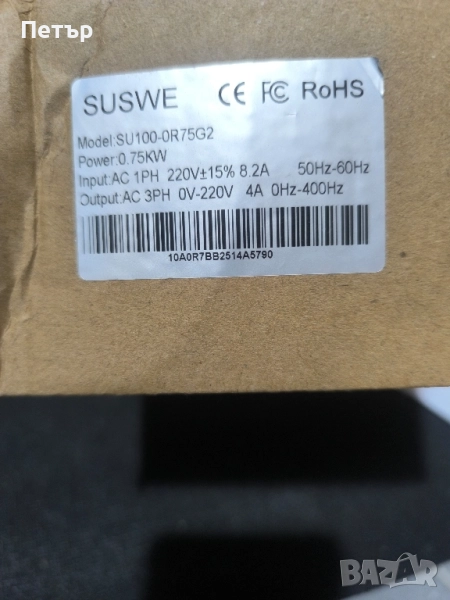 Петър
SUSWE CE FC RoHS
Model:SU100-0R75G2
Power:0.75KW
Input:AC 1PH 220V±15% 8.2A 50Hz-60Hz
Output:AC 3PH 0V-220V 4A 0Hz-400Hz
10A0R7BB2514A5790
BAZAR